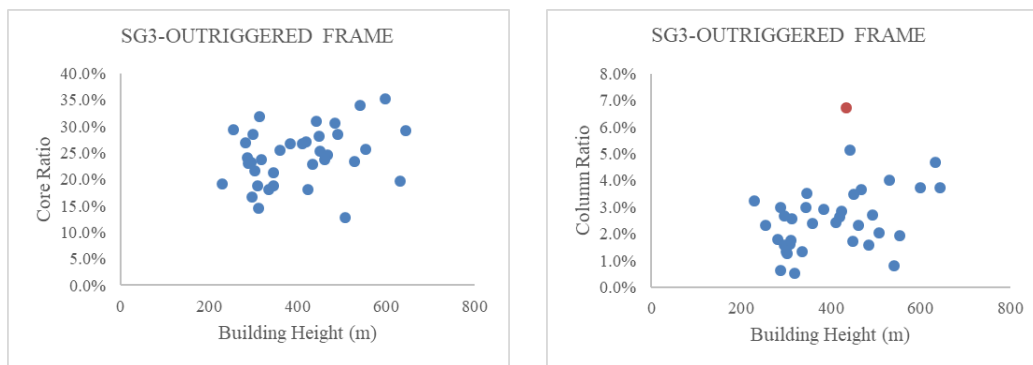 SG3-OUTRIGGERED FRAME
40.0%
35.0%
30.0%
25.0%
20.0%
15.0%
10.0%
5.0%
0.0%
Core Ratio
0 200 400 600 800
Building Height (m)
SG3-OUTRIGGERED FRAME
8.0%
7.0%
6.0%
5.0%
4.0%
3.0%
2.0%
1.0%
0.0%
Column Ratio
0 200 400 600 800 1000
Building Height (m)